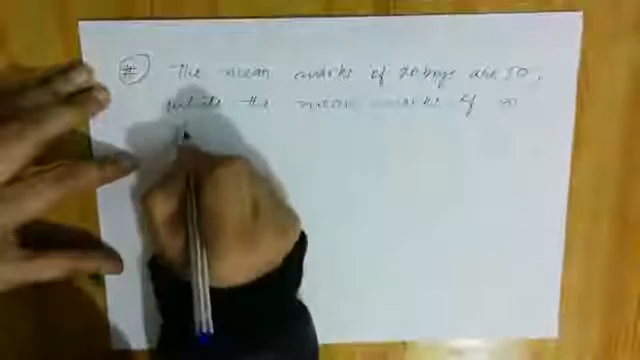 # The mean marks of 20 boys are 50,
while the mean marks of